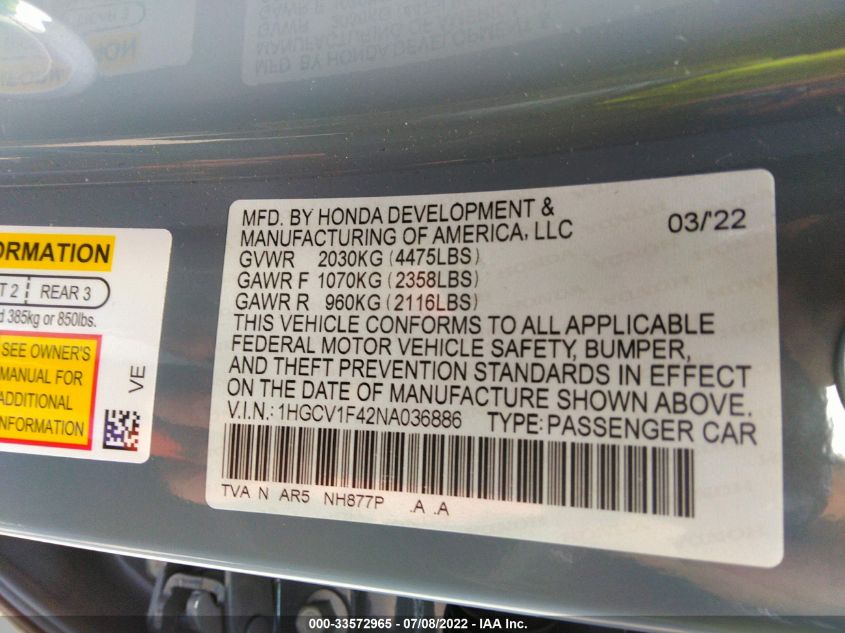 ORMATION
T 2 REAR 3
d 385kg or 850lbs.
SEE OWNER'S
MANUAL FOR
ADDITIONAL
INFORMATION
VE
MFD. BY HONDA DEVELOPMENT &
MANUFACTURING OF AMERICA, LLC 03/'22
GVWR 2030KG (4475LBS)
GAWR F 1070KG (2358LBS)
GAWR R 960KG (2116LBS)
THIS VEHICLE CONFORMS TO ALL APPLICABLE
FEDERAL MOTOR VEHICLE SAFETY, BUMPER,
AND THEFT PREVENTION STANDARDS IN EFFECT
ON THE DATE OF MANUFACTURE SHOWN ABOVE.
V.I.N.: 1HGCV1F42NA036886 TYPE: PASSENGER CAR
TVA N AR5 NH877P .A .A
000-33572965 - 07/08/2022 - IAA Inc.